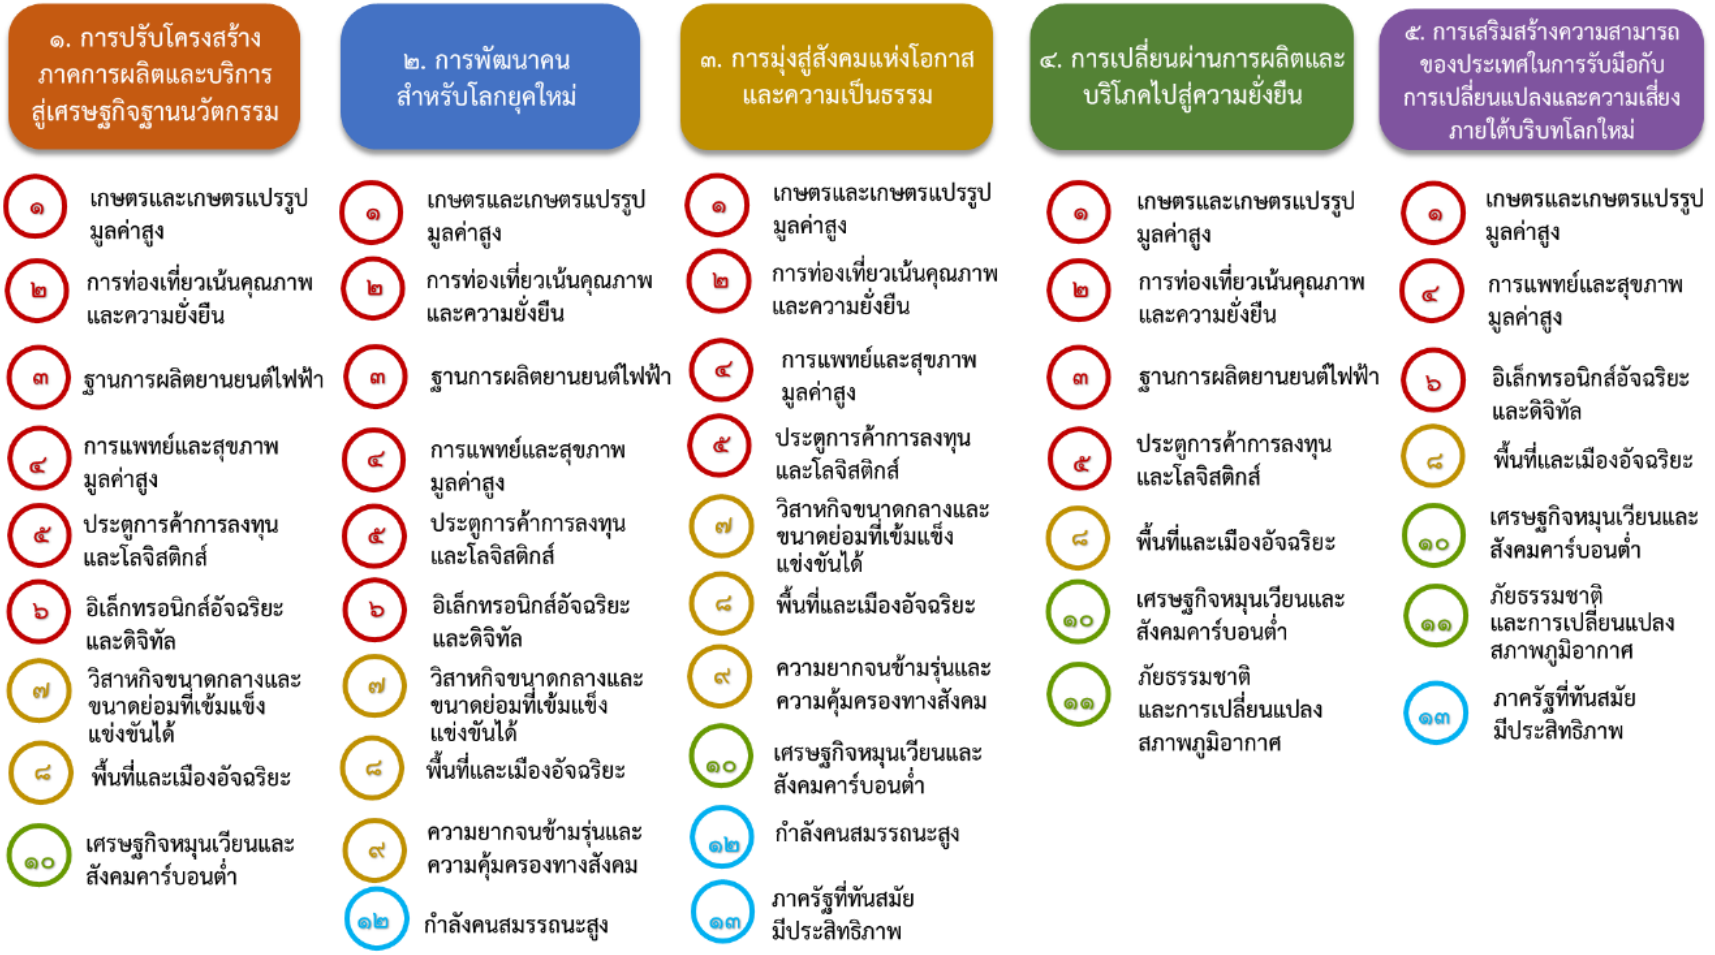 ๑. การปรับโครงสร้าง
ภาคการผลิตและบริการ
สู่เศรษฐกิจฐานนวัตกรรม
๑
เกษตรและเกษตรแปรรูป
มูลค่าสูง
๒
การท่องเที่ยวเน้นคุณภาพ
และความยั่งยืน
๓
ฐานการผลิตยานยนต์ไฟฟ้า
๔
การแพทย์และสุขภาพ
มูลค่าสูง
๕
ประตูการค้าการลงทุน
และโลจิสติกส์
๖
อิเล็กทรอนิกส์อัจฉริยะ
และดิจิทัล
๗
วิสาหกิจขนาดกลางและ
ขนาดย่อมที่เข้มแข็ง
แข่งขันได้
๘
พื้นที่และเมืองอัจฉริยะ
๑๐
เศรษฐกิจหมุนเวียนและ
สังคมคาร์บอนต่ำ
๒. การพัฒนาคน
สำหรับโลกยุคใหม่
๑
เกษตรและเกษตรแปรรูป
มูลค่าสูง
๒
การท่องเที่ยวเน้นคุณภาพ
และความยั่งยืน
๓
ฐานการผลิตยานยนต์ไฟฟ้า
๔
การแพทย์และสุขภาพ
มูลค่าสูง
๕
ประตูการค้าการลงทุน
และโลจิสติกส์
๖
อิเล็กทรอนิกส์อัจฉริยะ
และดิจิทัล
๗
วิสาหกิจขนาดกลางและ
ขนาดย่อมที่เข้มแข็ง
แข่งขันได้
๘
พื้นที่และเมืองอัจฉริยะ
๙
ความยากจนข้ามรุ่นและ
ความคุ้มครองทางสังคม
๑๒
กำลังคนสมรรถนะสูง
๓. การมุ่งสู่สังคมแห่งโอกาส
และความเป็นธรรม
๑
เกษตรและเกษตรแปรรูป
มูลค่าสูง
๒
การท่องเที่ยวเน้นคุณภาพ
และความยั่งยืน
๔
การแพทย์และสุขภาพ
มูลค่าสูง
๕
ประตูการค้าการลงทุน
และโลจิสติกส์
๗
วิสาหกิจขนาดกลางและ
ขนาดย่อมที่เข้มแข็ง
แข่งขันได้
๘
พื้นที่และเมืองอัจฉริยะ
๙
ความยากจนข้ามรุ่นและ
ความคุ้มครองทางสังคม
๑๐
เศรษฐกิจหมุนเวียนและ
สังคมคาร์บอนต่ำ
๑๒
กำลังคนสมรรถนะสูง
๑๓
ภาครัฐที่ทันสมัย
มีประสิทธิภาพ
๔. การเปลี่ยนผ่านการผลิตและ
บริโภคไปสู่ความยั่งยืน
๑
เกษตรและเกษตรแปรรูป
มูลค่าสูง
๒
การท่องเที่ยวเน้นคุณภาพ
และความยั่งยืน
๓
ฐานการผลิตยานยนต์ไฟฟ้า
๕
ประตูการค้าการลงทุน
และโลจิสติกส์
๘
พื้นที่และเมืองอัจฉริยะ
๑๐
เศรษฐกิจหมุนเวียนและ
สังคมคาร์บอนต่ำ
๑๑
ภัยธรรมชาติ
และการเปลี่ยนแปลง
สภาพภูมิอากาศ
๕. การเสริมสร้างความสามารถ
ของประเทศในการรับมือกับ
การเปลี่ยนแปลงและความเสี่ยง
ภายใต้บริบทโลกใหม่
๑
เกษตรและเกษตรแปรรูป
มูลค่าสูง
๔
การแพทย์และสุขภาพ
มูลค่าสูง
๖
อิเล็กทรอนิกส์อัจฉริยะ
และดิจิทัล
๘
พื้นที่และเมืองอัจฉริยะ
๑๐
เศรษฐกิจหมุนเวียนและ
สังคมคาร์บอนต่ำ
๑๑
ภัยธรรมชาติ
และการเปลี่ยนแปลง
สภาพภูมิอากาศ
๑๓
ภาครัฐที่ทันสมัย
มีประสิทธิภาพ